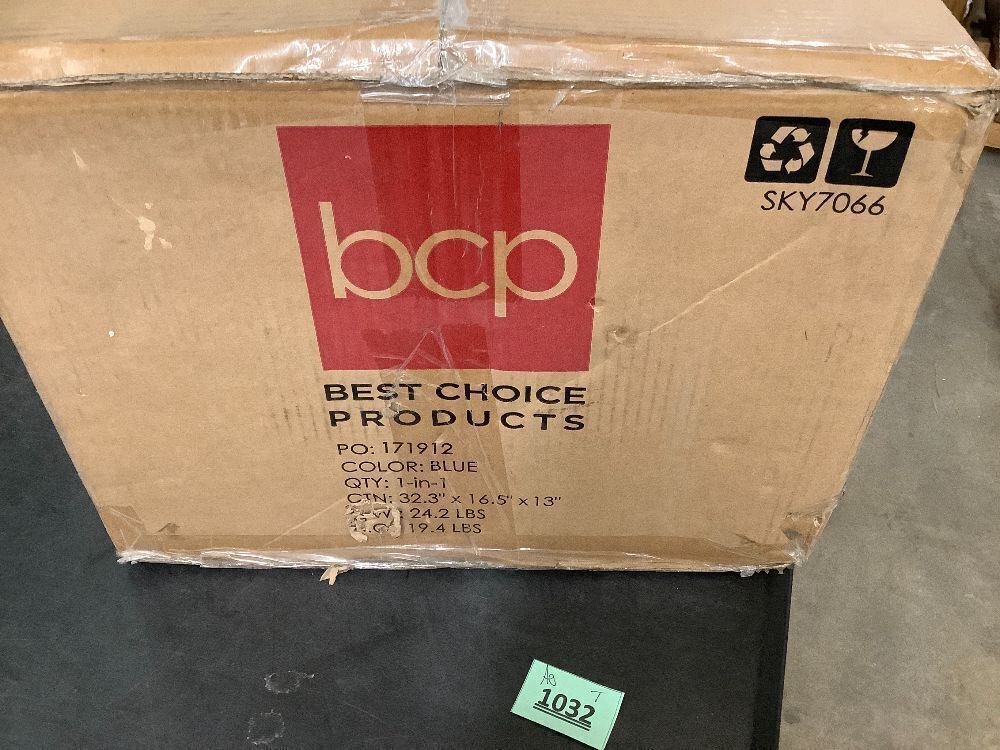 bcp
SKY7066
BEST CHOICE
PRODUCTS
PO: 171912
COLOR: BLUE
QTY: 1-in-1
CTN: 32.3" x 16.5" x 13"
24.2 LBS
19.4 LBS
A8 T
1032